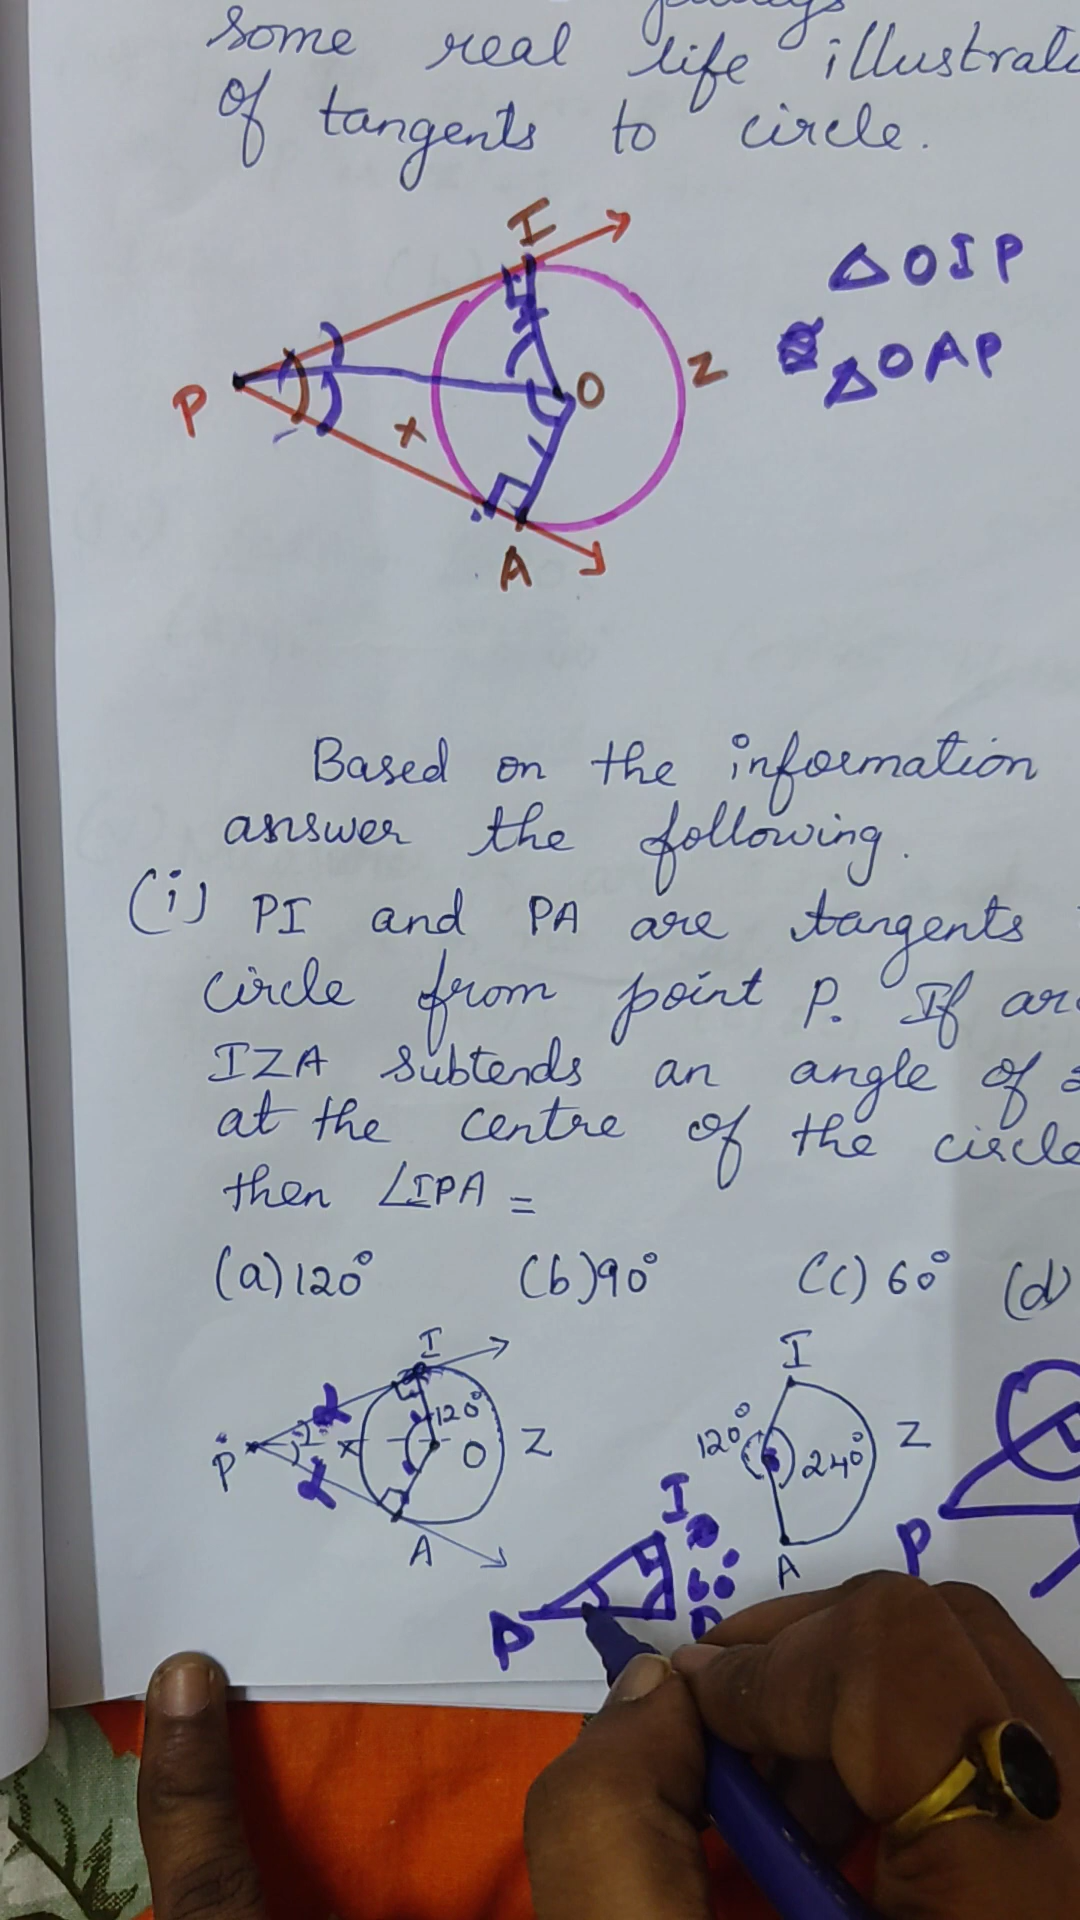 some real life illustrati
of tangents to circle.
I
P
X
O
Z
A
△OIP
≅ △OAP
Based on the information
answer the following.
(i) PI and PA are tangents
circle from point P. If ar
IZA subtends an angle of
at the centre of the circle
then ∠IPA =
(a) 120° (b) 90° (c) 60° (d)
I
P
α
α
X
120°
O
Z
A
I
120°
240°
Z
A
P
I
60°
P